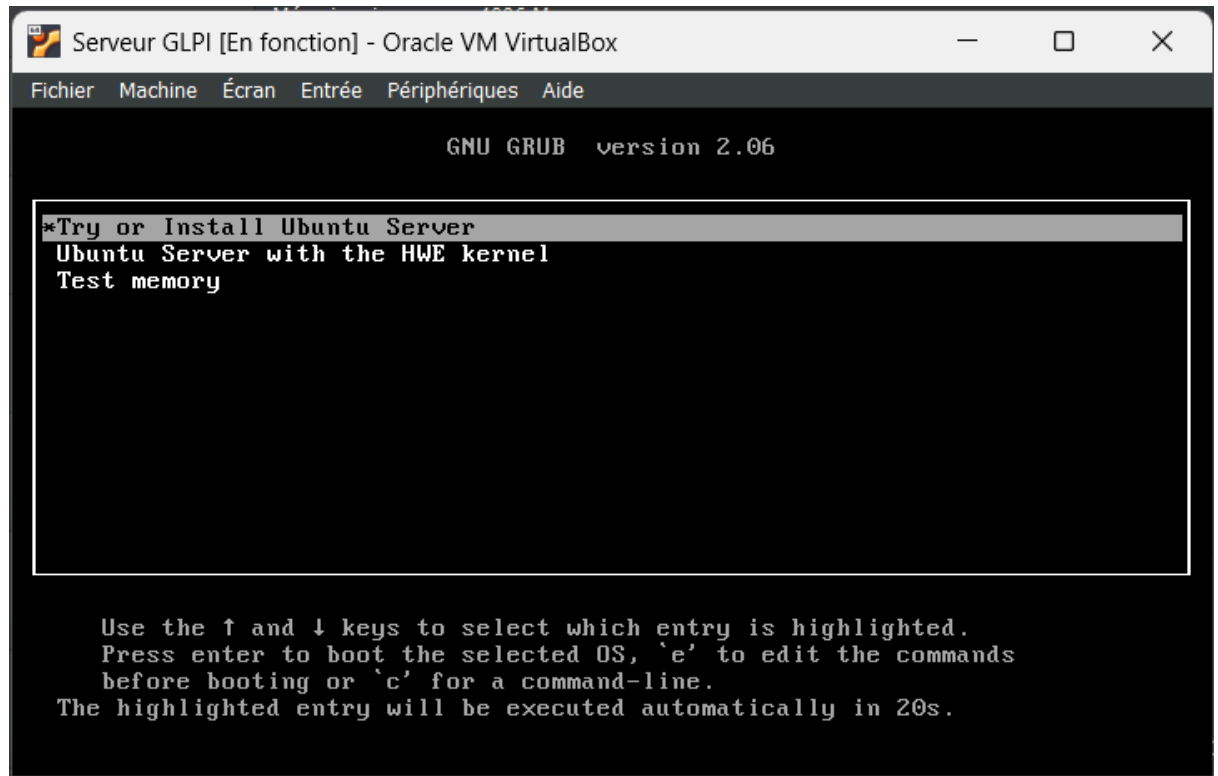 Serveur GLPI [En fonction] - Oracle VM VirtualBox
Fichier Machine Écran Entrée Périphériques Aide
GNU GRUB version 2.06
*Try or Install Ubuntu Server
Ubuntu Server with the HWE kernel
Test memory
Use the ↑ and ↓ keys to select which entry is highlighted.
Press enter to boot the selected OS, `e' to edit the commands
before booting or `c' for a command-line.
The highlighted entry will be executed automatically in 20s.